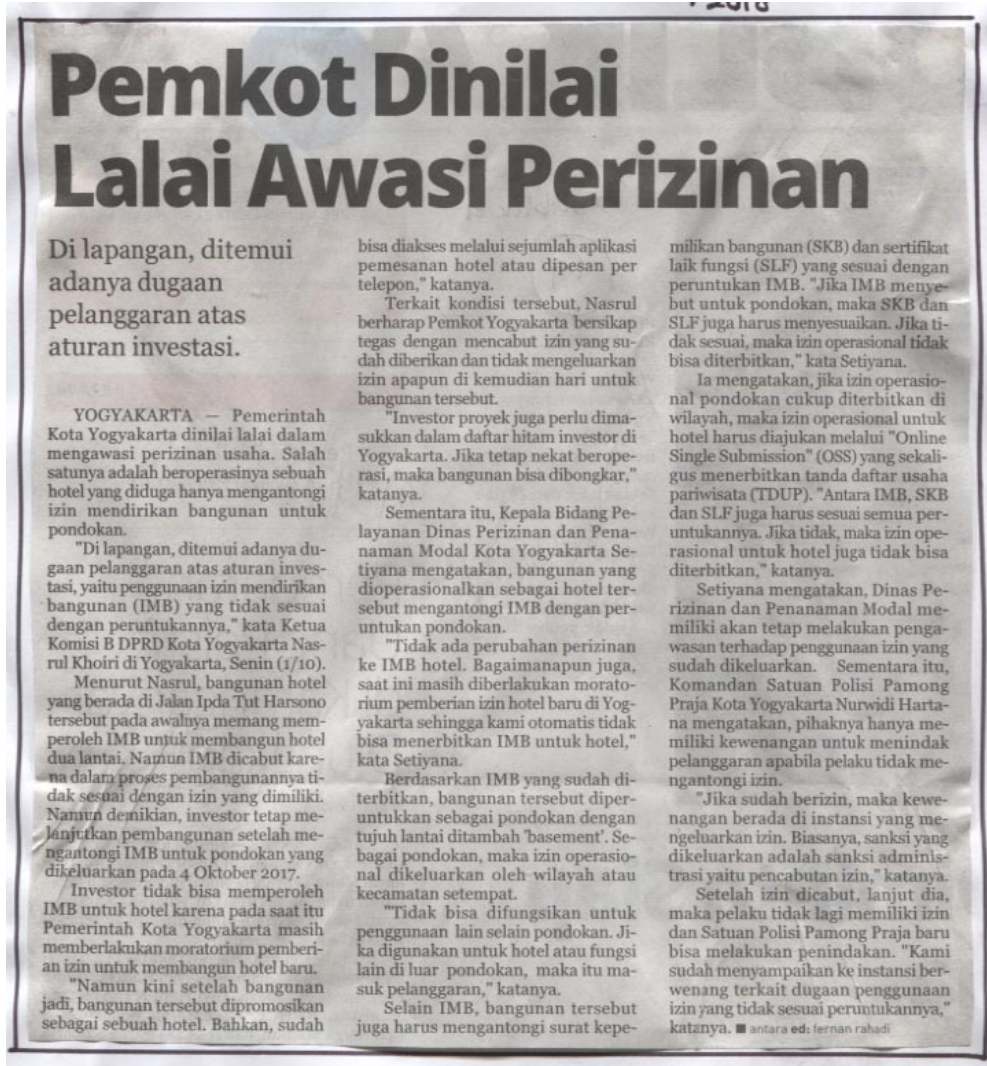 Pemkot Dinilai
Lalai Awasi Perizinan
Di lapangan, ditemui
adanya dugaan
pelanggaran atas
aturan investasi.
YOGYAKARTA — Pemerintah
Kota Yogyakarta dinilai lalai dalam
mengawasi perizinan usaha. Salah
satunya adalah beroperasinya sebuah
hotel yang diduga hanya mengantongi
izin mendirikan bangunan untuk
pondokan.
"Di lapangan, ditemui adanya du-
gaan pelanggaran atas aturan inves-
tasi, yaitu penggunaan izin mendirikan
bangunan (IMB) yang tidak sesuai
dengan peruntukannya," kata Ketua
Komisi B DPRD Kota Yogyakarta Nas-
rul Khoiri di Yogyakarta, Senin (1/10).
Menurut Nasrul, bangunan hotel
yang berada di Jalan Ipda Tut Harsono
tersebut pada awalnya memang mem-
peroleh IMB untuk membangun hotel
dua lantai. Namun IMB dicabut kare-
na dalam proses pembangunannya ti-
dak sesuai dengan izin yang dimiliki.
Namun demikian, investor tetap me-
lanjutkan pembangunan setelah me-
ngantongi IMB untuk pondokan yang
dikeluarkan pada 4 Oktober 2017.
Investor tidak bisa memperoleh
IMB untuk hotel karena pada saat itu
Pemerintah Kota Yogyakarta masih
memberlakukan moratorium pemberi-
an izin untuk membangun hotel baru.
"Namun kini setelah bangunan
jadi, bangunan tersebut dipromosikan
sebagai sebuah hotel. Bahkan, sudah
bisa diakses melalui sejumlah aplikasi
pemesanan hotel atau dipesan per
telepon," katanya.
Terkait kondisi tersebut, Nasrul
berharap Pemkot Yogyakarta bersikap
tegas dengan mencabut izin yang su-
dah diberikan dan tidak mengeluarkan
izin apapun di kemudian hari untuk
bangunan tersebut.
"Investor proyek juga perlu dima-
sukkan dalam daftar hitam investor di
Yogyakarta. Jika tetap nekat berope-
rasi, maka bangunan bisa dibongkar,"
katanya.
Sementara itu, Kepala Bidang Pe-
layanan Dinas Perizinan dan Pena-
naman Modal Kota Yogyakarta Se-
tiyana mengatakan, bangunan yang
dioperasionalkan sebagai hotel ter-
sebut mengantongi IMB dengan per-
untukan pondokan.
"Tidak ada perubahan perizinan
ke IMB hotel. Bagaimanapun juga,
saat ini masih diberlakukan morato-
rium pemberian izin hotel baru di Yog-
yakarta sehingga kami otomatis tidak
bisa menerbitkan IMB untuk hotel,"
kata Setiyana.
Berdasarkan IMB yang sudah di-
terbitkan, bangunan tersebut diper-
untukkan sebagai pondokan dengan
tujuh lantai ditambah 'basement'. Se-
bagai pondokan, maka izin operasio-
nal dikeluarkan oleh wilayah atau
kecamatan setempat.
"Tidak bisa difungsikan untuk
penggunaan lain selain pondokan. Ji-
ka digunakan untuk hotel atau fungsi
lain di luar pondokan, maka itu ma-
suk pelanggaran," katanya.
Selain IMB, bangunan tersebut
juga harus mengantongi surat kepe-
milikan bangunan (SKB) dan sertifikat
laik fungsi (SLF) yang sesuai dengan
peruntukan IMB. "Jika IMB menye-
but untuk pondokan, maka SKB dan
SLF juga harus menyesuaikan. Jika ti-
dak sesuai, maka izin operasional tidak
bisa diterbitkan," kata Setiyana.
Ia mengatakan, jika izin operasio-
nal pondokan cukup diterbitkan di
wilayah, maka izin operasional untuk
hotel harus diajukan melalui "Online
Single Submission" (OSS) yang sekali-
gus menerbitkan tanda daftar usaha
pariwisata (TDUP). "Antara IMB, SKB
dan SLF juga harus sesuai semua per-
untukannya. Jika tidak, maka izin ope-
rasional untuk hotel juga tidak bisa
diterbitkan," katanya.
Setiyana mengatakan, Dinas Pe-
rizinan dan Penanaman Modal me-
miliki akan tetap melakukan penga-
wasan terhadap penggunaan izin yang
sudah dikeluarkan. Sementara itu,
Komandan Satuan Polisi Pamong
Praja Kota Yogyakarta Nurwidi Harta-
na mengatakan, pihaknya hanya me-
miliki kewenangan untuk menindak
pelanggaran apabila pelaku tidak me-
ngantongi izin.
"Jika sudah berizin, maka kewe-
nangan berada di instansi yang me-
ngeluarkan izin. Biasanya, sanksi yang
dikeluarkan adalah sanksi adminis-
trasi yaitu pencabutan izin," katanya.
Setelah izin dicabut, lanjut dia,
maka pelaku tidak lagi memiliki izin
dan Satuan Polisi Pamong Praja baru
bisa melakukan penindakan. "Kami
sudah menyampaikan ke instansi ber-
wenang terkait dugaan penggunaan
izin yang tidak sesuai peruntukannya,"
katanya. ■ antara ed: fernan rahadi